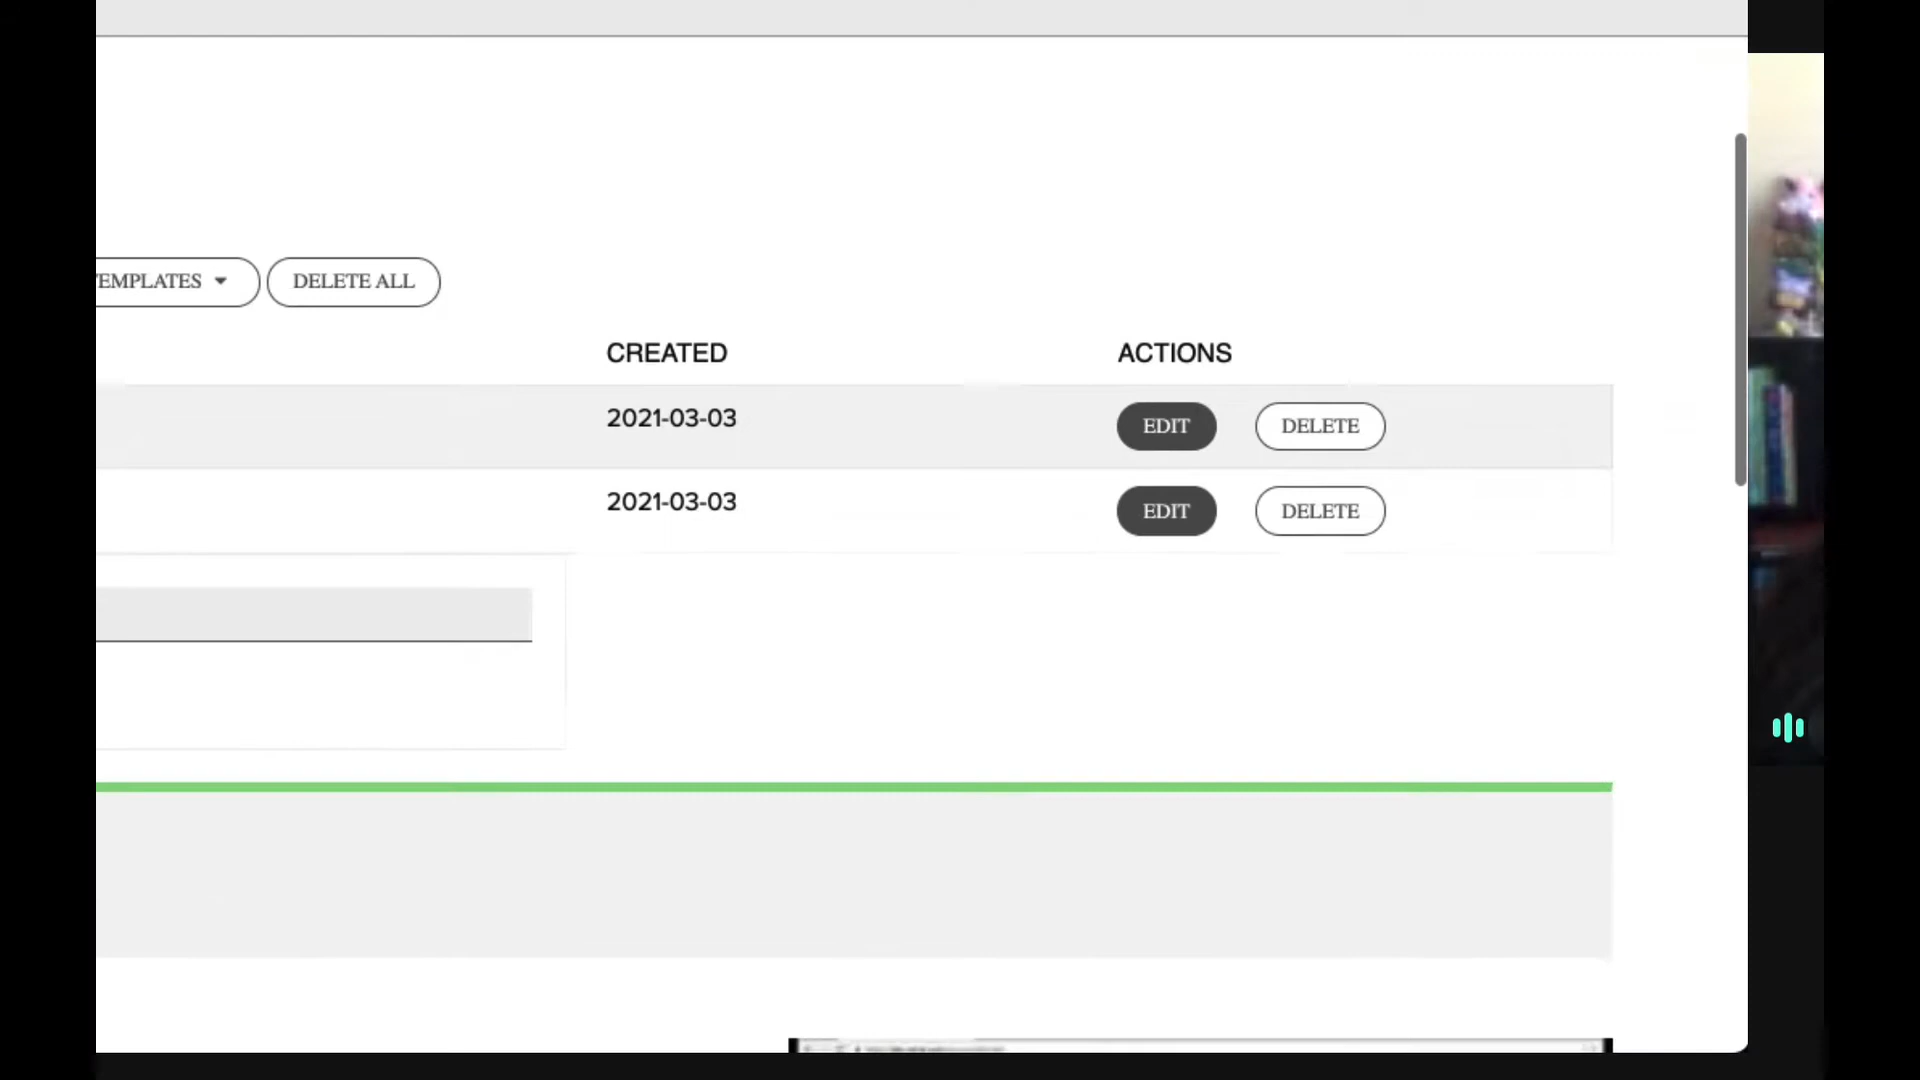 EMPLATES DELETE ALL
CREATED ACTIONS
2021-03-03 EDIT DELETE
2021-03-03 EDIT DELETE